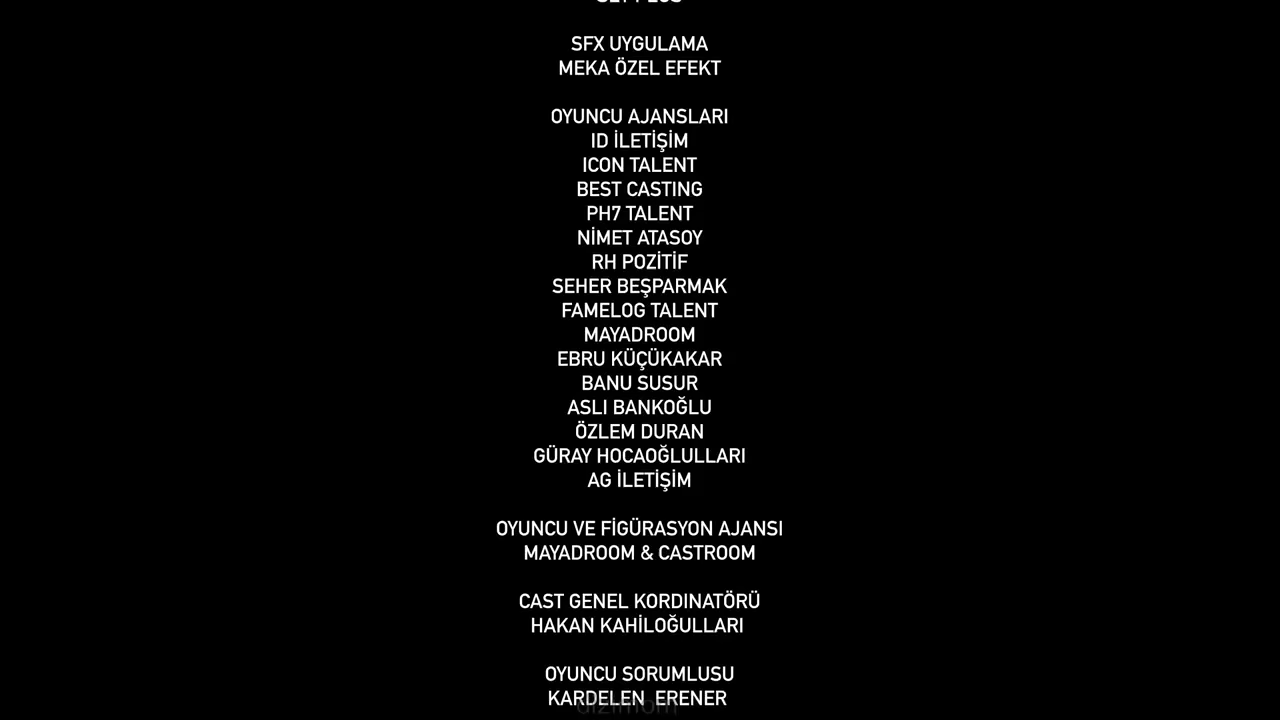 SFX UYGULAMA
MEKA ÖZEL EFEKT
OYUNCU AJANSLARI
ID İLETİŞİM
ICON TALENT
BEST CASTING
PH7 TALENT
NİMET ATASOY
RH POZİTİF
SEHER BEŞPARMAK
FAMELOG TALENT
MAYADROOM
EBRU KÜÇÜKAKAR
BANU SUSUR
ASLI BANKOĞLU
ÖZLEM DURAN
GÜRAY HOCAOĞLULLARI
AG İLETİŞİM
OYUNCU VE FİGÜRASYON AJANSI
MAYADROOM & CASTROOM
CAST GENEL KORDINATÖRÜ
HAKAN KAHİLOĞULLARI
OYUNCU SORUMLUSU
KARDELEN ERENER